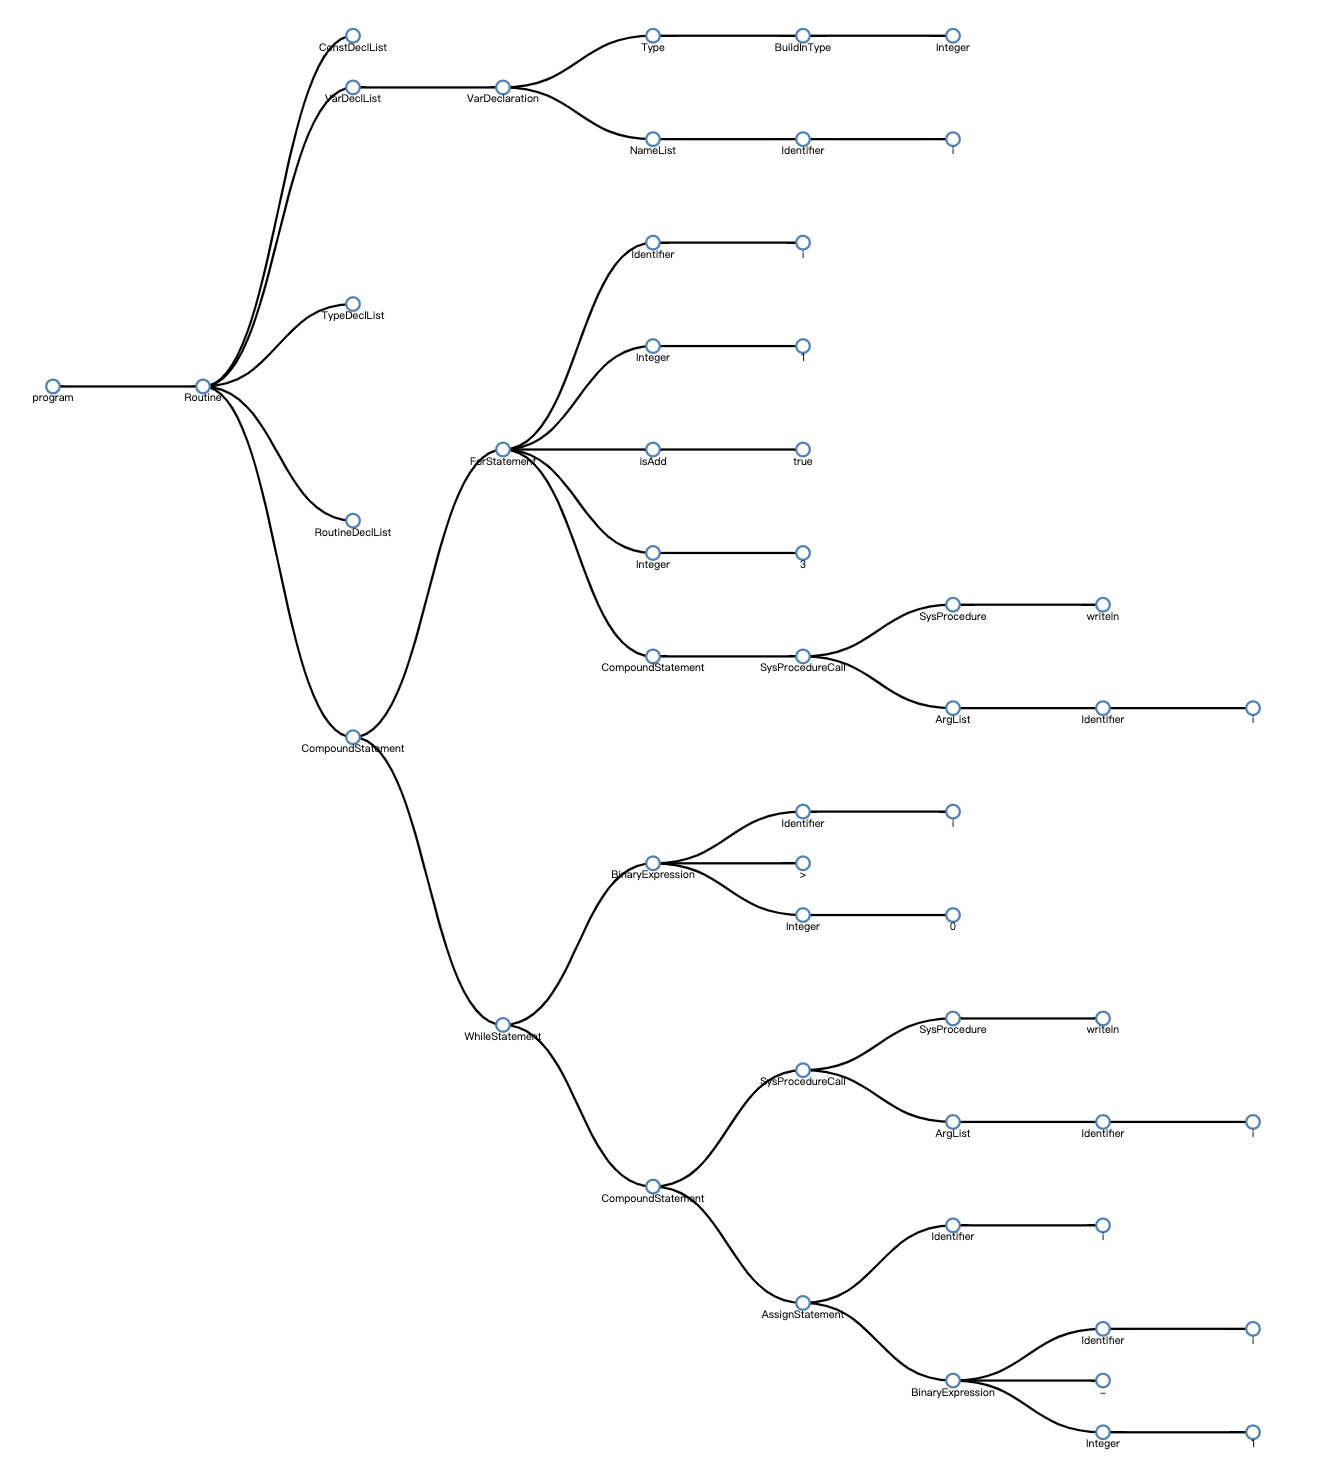 ConstDeclList
Type
BuildInType
Integer
VarDeclList
VarDeclaration
NameList
Identifier
i
Identifier
i
TypeDeclList
Integer
1
program
Routine
ForStatement
isAdd
true
RoutineDeclList
Integer
3
SysProcedure
writeln
CompoundStatement
SysProcedureCall
ArgList
Identifier
i
CompoundStatement
Identifier
i
BinaryExpression
>
Integer
0
SysProcedure
writeln
WhileStatement
SysProcedureCall
ArgList
Identifier
i
CompoundStatement
Identifier
i
AssignStatement
Identifier
i
BinaryExpression
-
Integer
1